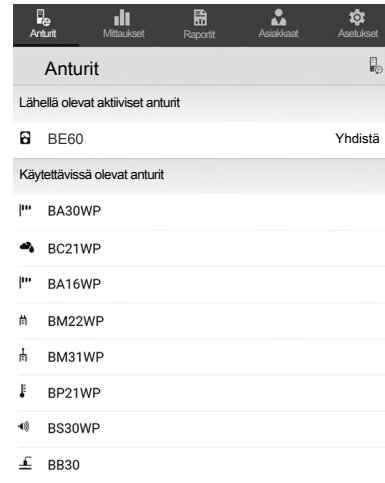 Anturit
Mittaukset
Raportit
Asiakkaat
Asetukset
Anturit
Lähellä olevat aktiiviset anturit
BE60
Yhdistä
Käytettävissä olevat anturit
BA30WP
BC21WP
BA16WP
BM22WP
BM31WP
BP21WP
BS30WP
BB30